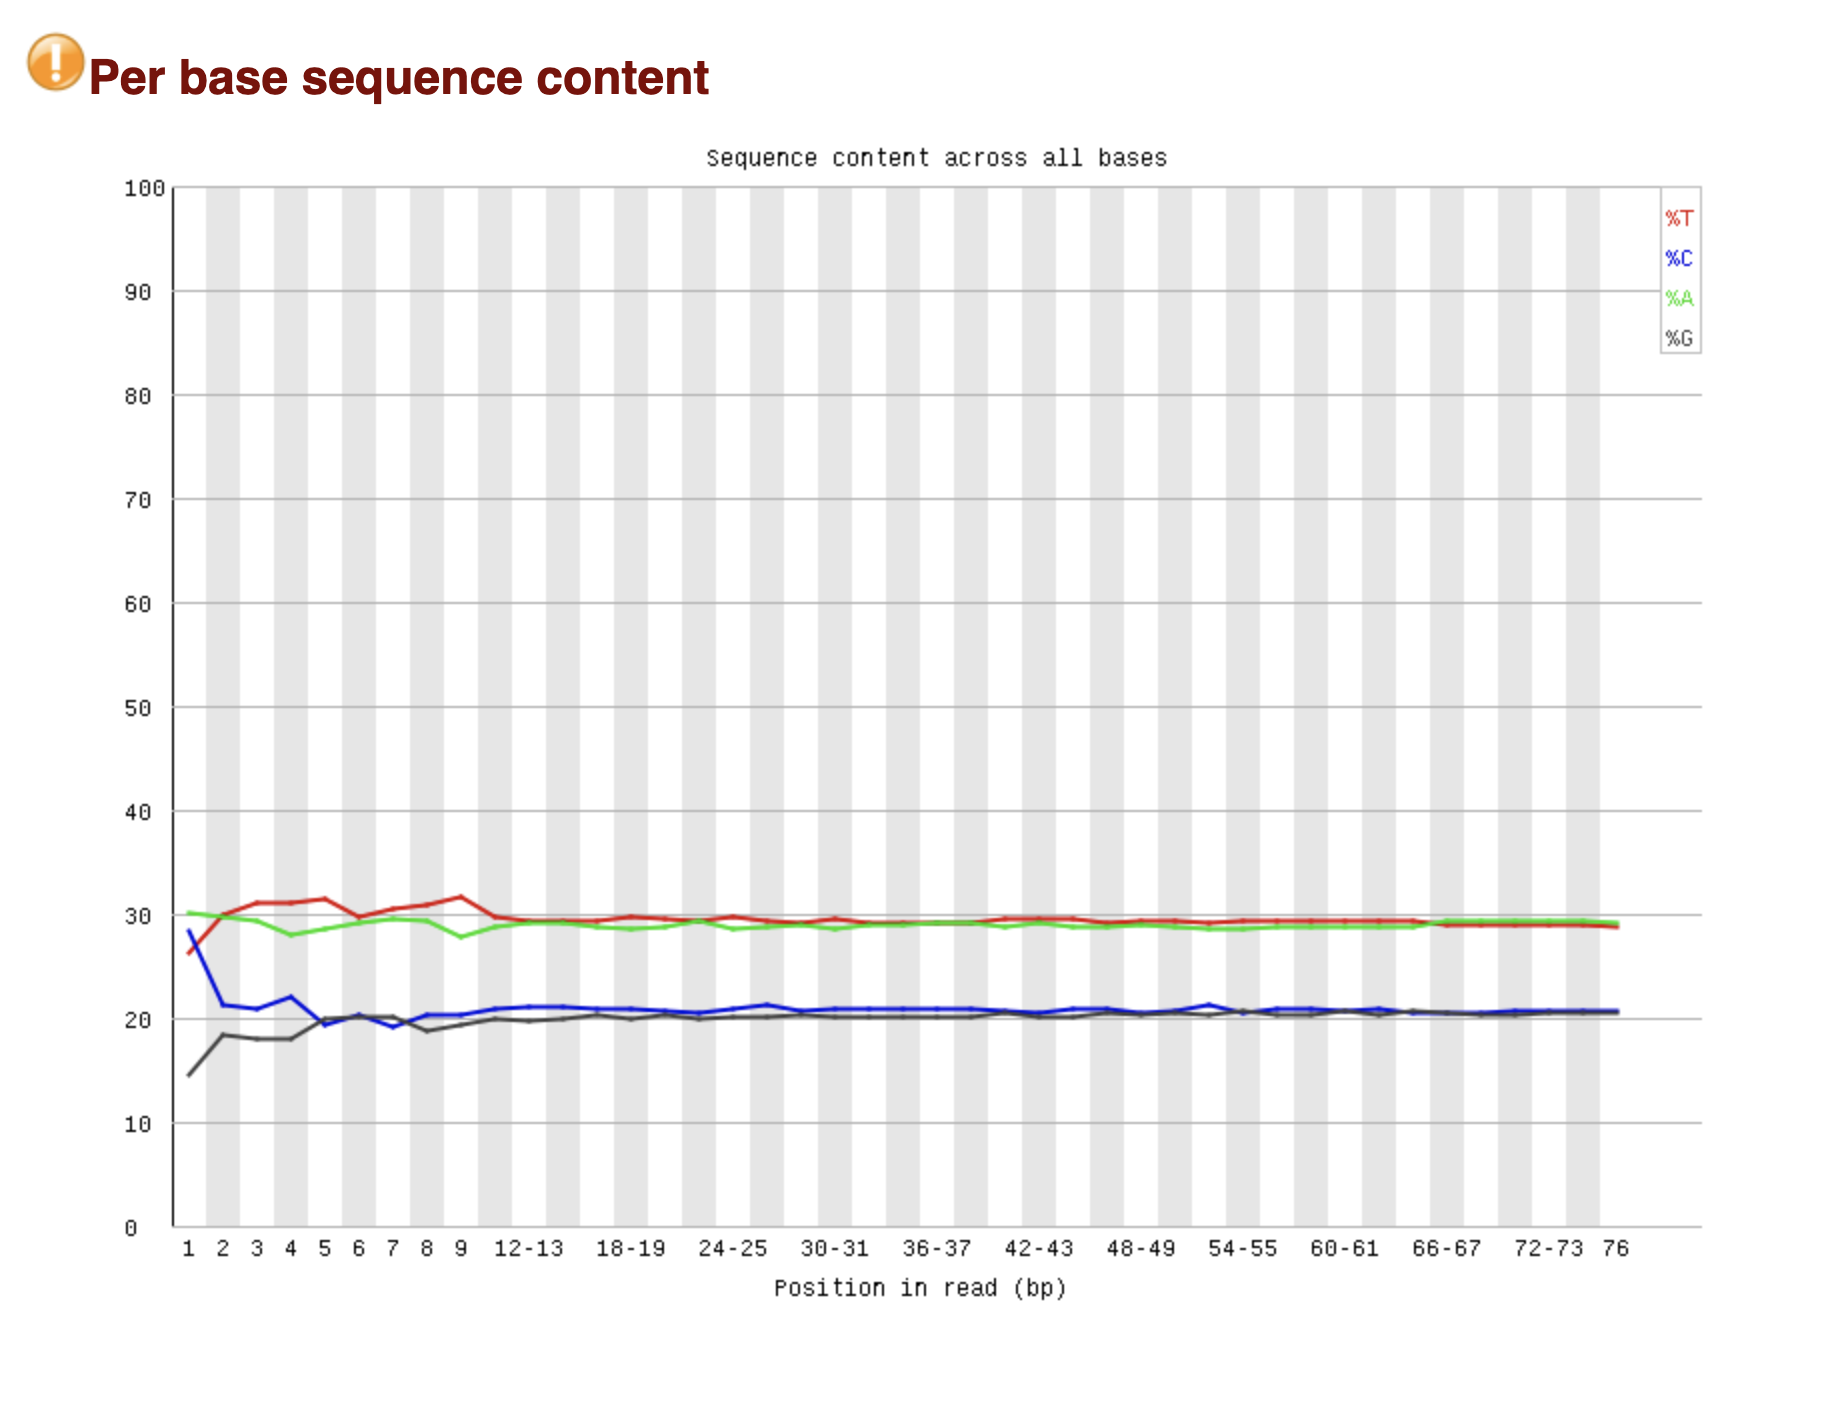 Per base sequence content
Sequence content across all bases
100
%T
%C
90
%A
%G
80
70
60
50
40
30
20
10
0
1 2 3 4 5 6 7 8 9 12-13 18-19 24-25 30-31 36-37 42-43 48-49 54-55 60-61 66-67 72-73 76
Position in read (bp)